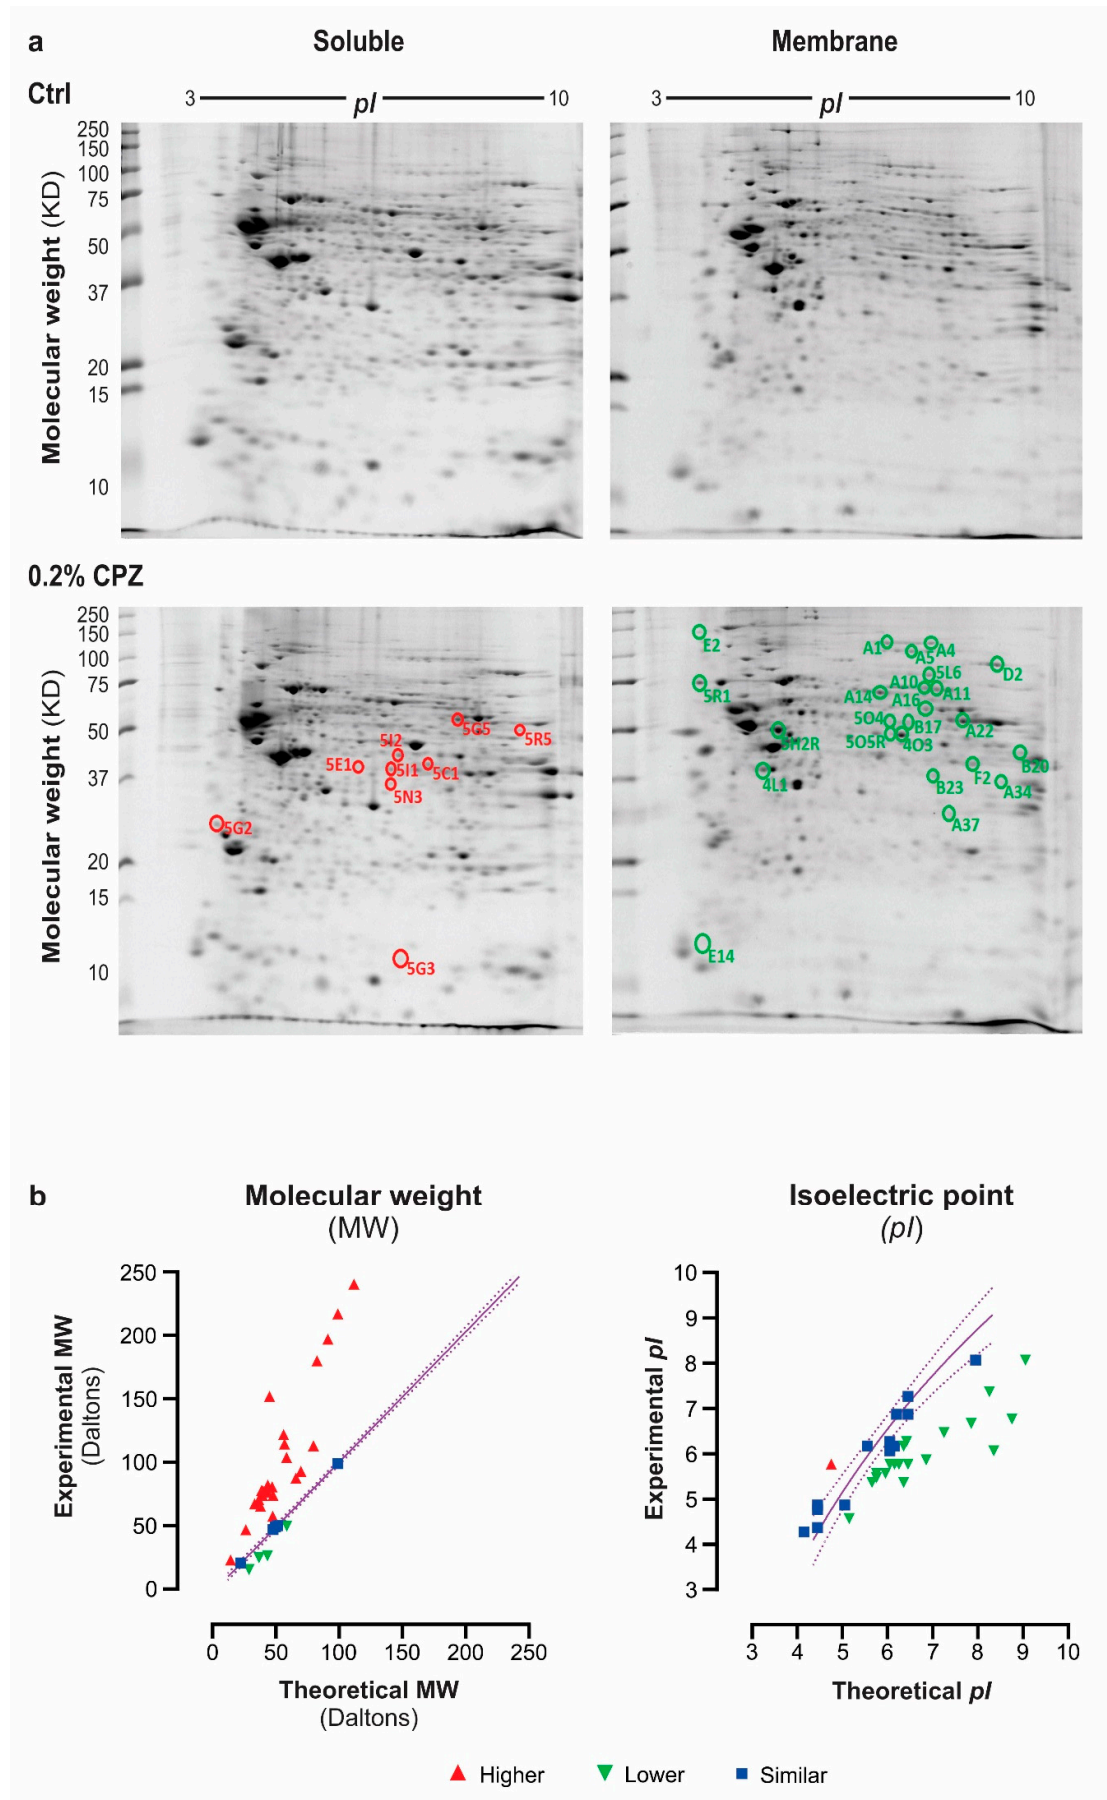 a
Soluble
Membrane
Ctrl
3 pI 10
3 pI 10
250
150
100
75
50
37
20
15
10
Molecular weight (KD)
0.2% CPZ
250
150
100
75
50
37
20
15
10
Molecular weight (KD)
5G5
5R5
5I2
5E1
5I1
5C1
5N3
5G2
5G3
E2
A1
A4
A5
5L6
D2
5R1
A10
A11
A14
A16
5O4
B17
A22
5H2R
5O5R
4O3
B20
4L1
F2
B23
A34
A37
E14
b
Molecular weight
(MW)
Isoelectric point
(pI)
250
200
150
100
50
0
Experimental MW
(Daltons)
0 50 100 150 200 250
Theoretical MW
(Daltons)
10
9
8
7
6
5
4
3
Experimental pI
3 4 5 6 7 8 9 10
Theoretical pI
Higher Lower Similar